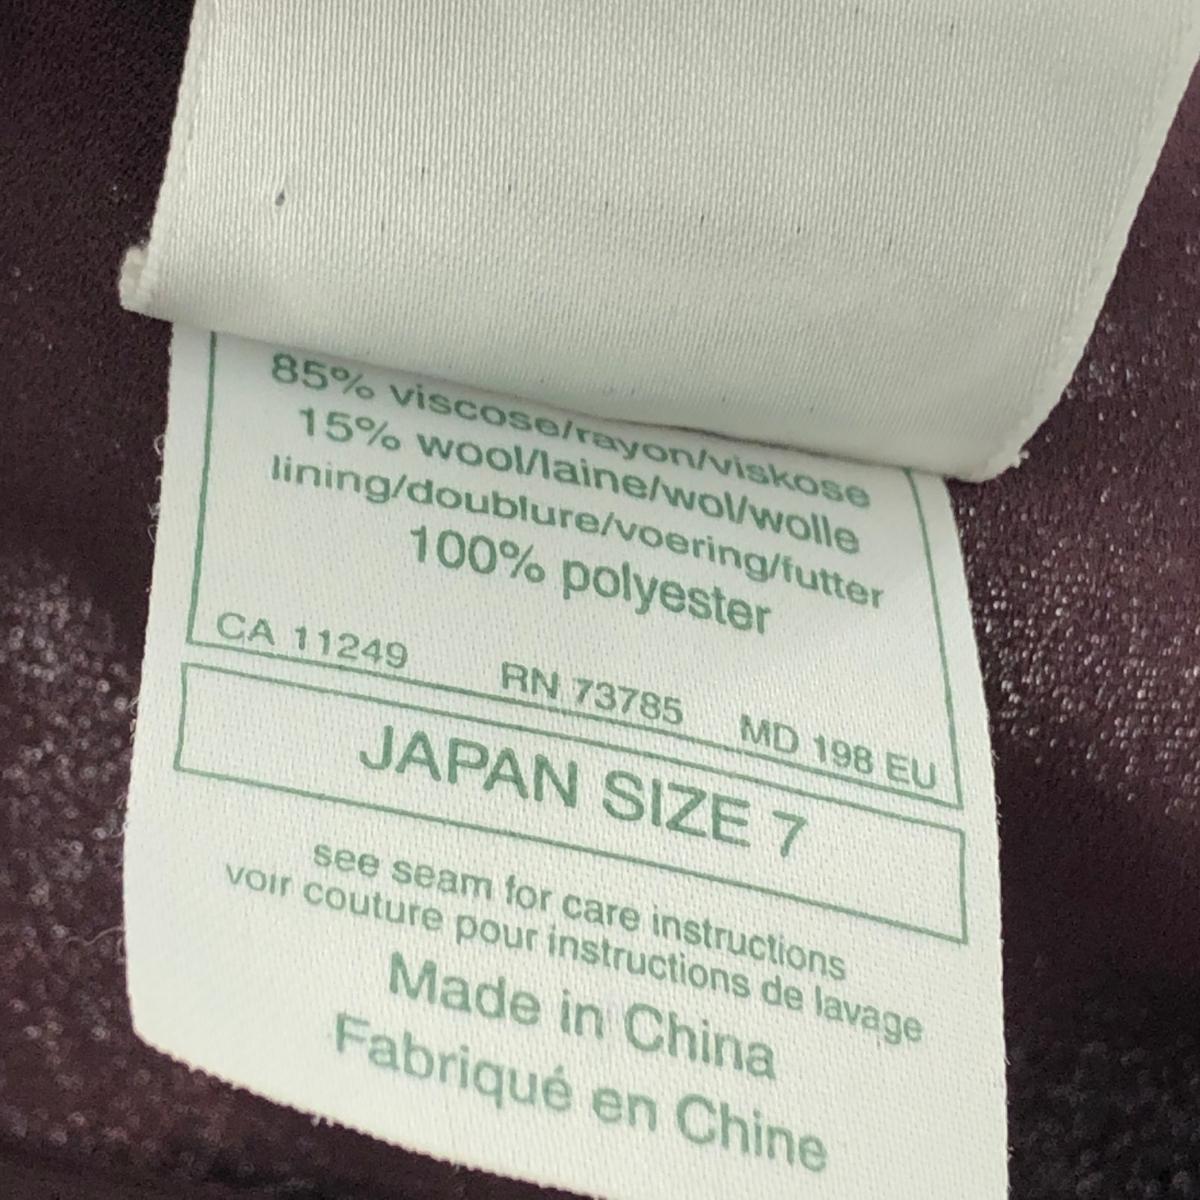 85% viscose/rayon/viskose
15% wool/laine/wol/wolle
lining/doublure/voering/futter
100% polyester
CA 11249 RN 73785 MD 198 EU
JAPAN SIZE 7
see seam for care instructions
voir couture pour instructions de lavage
Made in China
Fabriqué en Chine